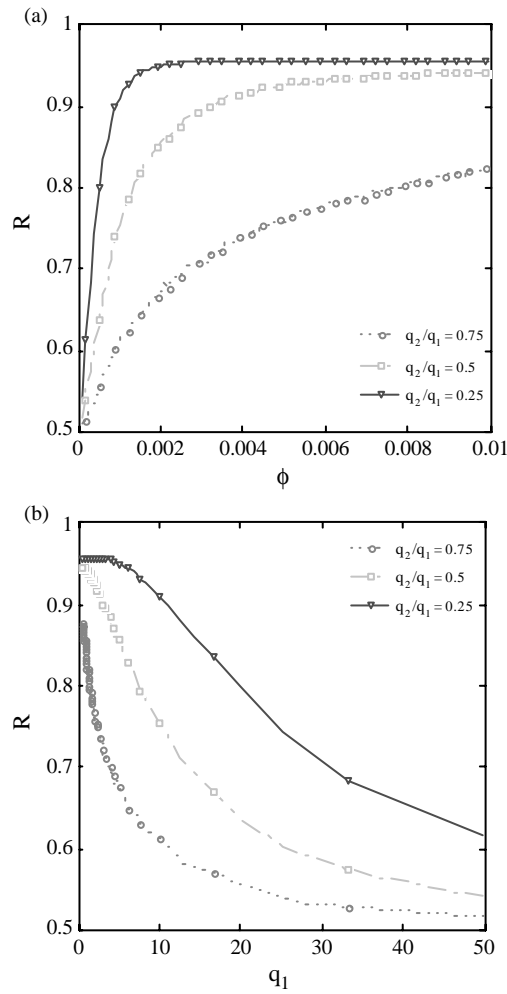 (a)
1
0.9
0.8
0.7
0.6
0.5
R
q2/q1 = 0.75
q2/q1 = 0.5
q2/q1 = 0.25
0 0.002 0.004 0.006 0.008 0.01
ϕ
(b)
1
0.9
0.8
0.7
0.6
0.5
R
q2/q1 = 0.75
q2/q1 = 0.5
q2/q1 = 0.25
0 10 20 30 40 50
q1